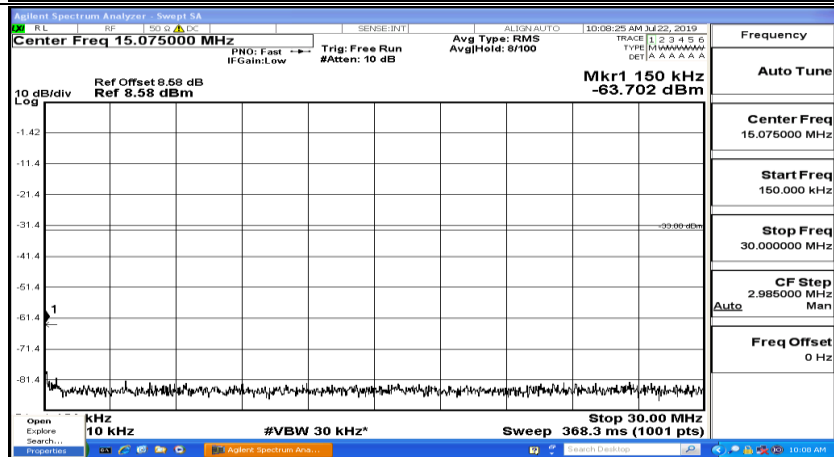 Agilent Spectrum Analyzer - Swept SA
RL RF 50 Ω DC SENSE:INT ALIGN AUTO 10:08:25 AM Jul 22, 2019
Center Freq 15.075000 MHz
PNO: Fast
IFGain:Low
Trig: Free Run
#Atten: 10 dB
Avg Type: RMS
Avg|Hold: 8/100
TRACE 1 2 3 4 5 6
TYPE M WWWWW
DET A A A A A A
Ref Offset 8.58 dB
10 dB/div Ref 8.58 dBm
Log
Mkr1 150 kHz
-63.702 dBm
-1.42
-11.4
-21.4
-31.4
-33.00 dBm
-41.4
-51.4
-61.4
1
-71.4
-81.4
kHz
Stop 30.00 MHz
10 kHz #VBW 30 kHz* Sweep 368.3 ms (1001 pts)
Frequency
Auto Tune
Center Freq
15.075000 MHz
Start Freq
150.000 kHz
Stop Freq
30.000000 MHz
CF Step
2.985000 MHz
Auto Man
Freq Offset
0 Hz
Open
Explore
Search...
Properties
Agilent Spectrum Ana...
Search Desktop
10:08 AM